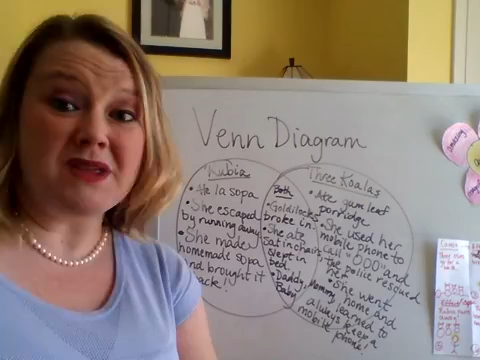 Venn Diagram
Rubia
• Ate la sopa
• She escaped
by running away
• She made
homemade sopa
and brought it
back!
Both
• Goldilocks
broke in
• She ate
sat in chairs
slept in
bed
• Daddy, Mommy,
Baby
Three Koalas
• Ate gum leaf
porridge
• She used her
mobile phone to
call - 000 and
the police rescued
her
• She went
home and
learned to
always keep a
mobile phone!
amazing